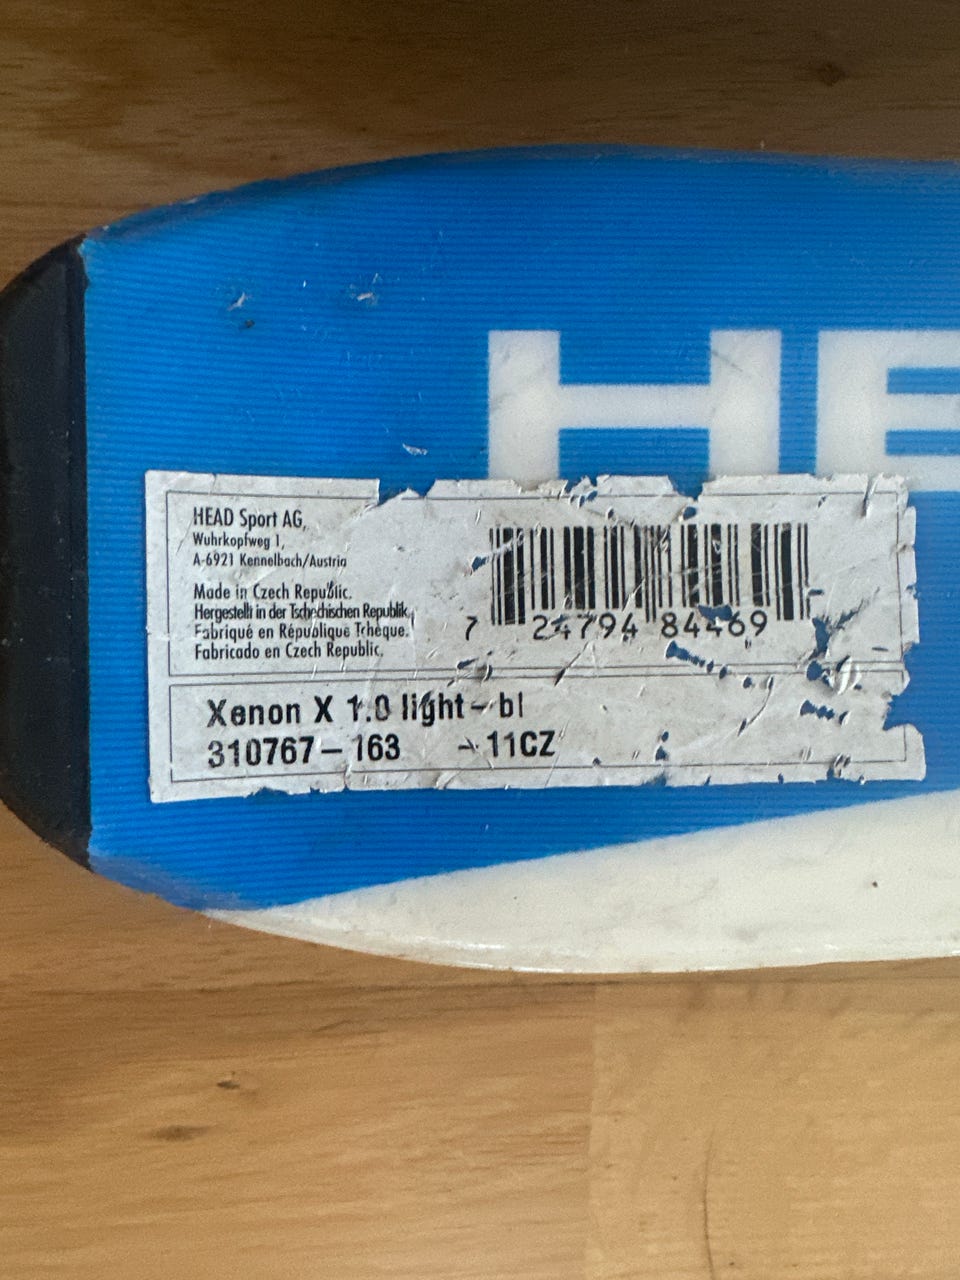 HE
HEAD Sport AG,
Wuhrkopfweg 1,
A-6921 Kennelbach/Austria
Made in Czech Republic.
Hergestellt in der Tschechischen Republik.
Fabriqué en République Tchèque.
Fabricado en Czech Republic.
7 24794 84469
Xenon X 1.0 light-bl
310767-163 -11CZ